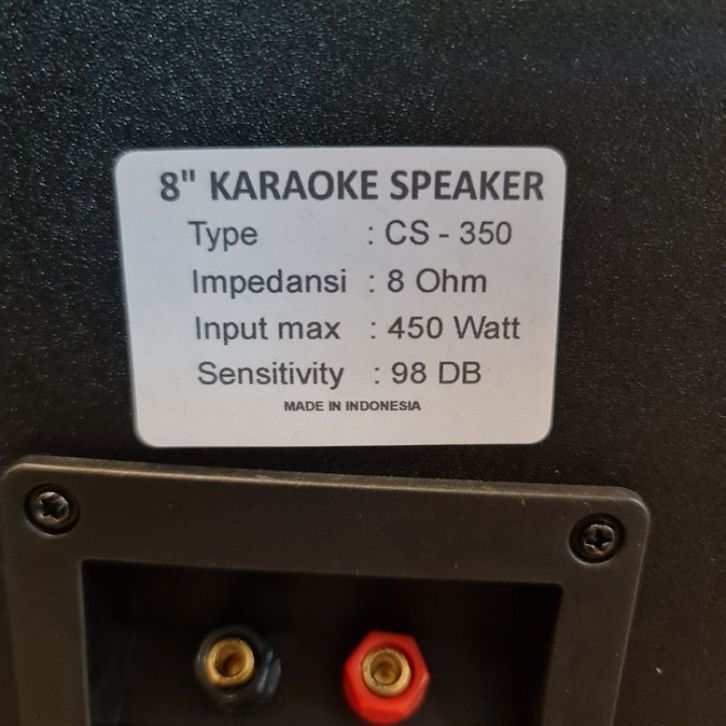 8" KARAOKE SPEAKER
Type : CS - 350
Impedansi : 8 Ohm
Input max : 450 Watt
Sensitivity : 98 DB
MADE IN INDONESIA